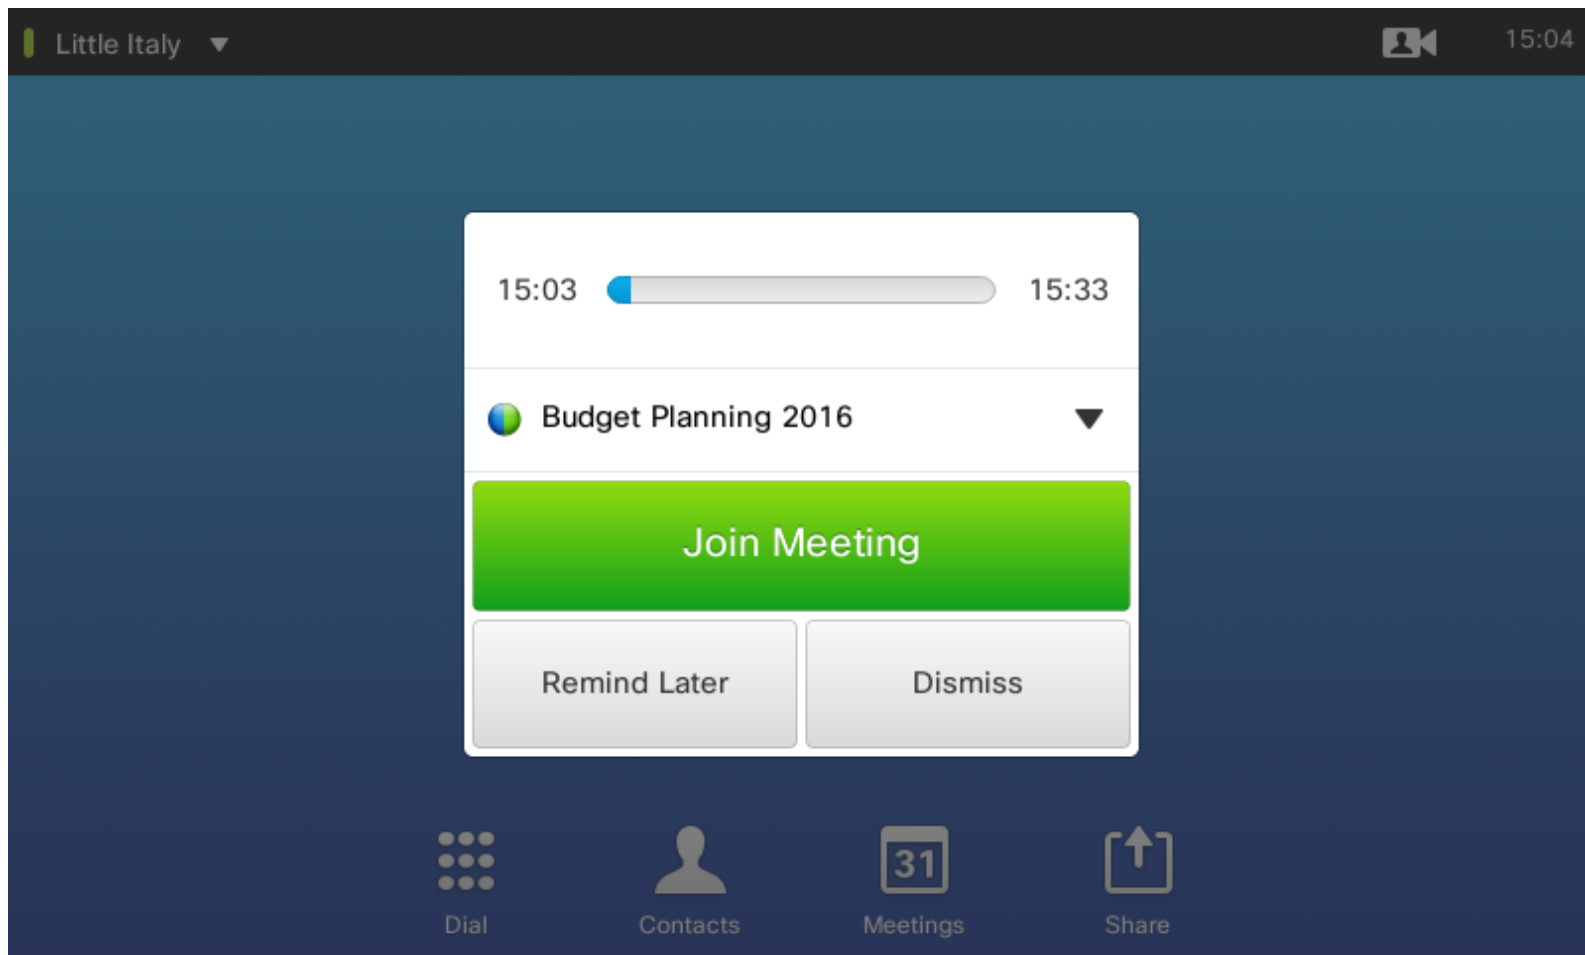 Little Italy
15:04
15:03
15:33
Budget Planning 2016
Join Meeting
Remind Later
Dismiss
31
Dial
Contacts
Meetings
Share